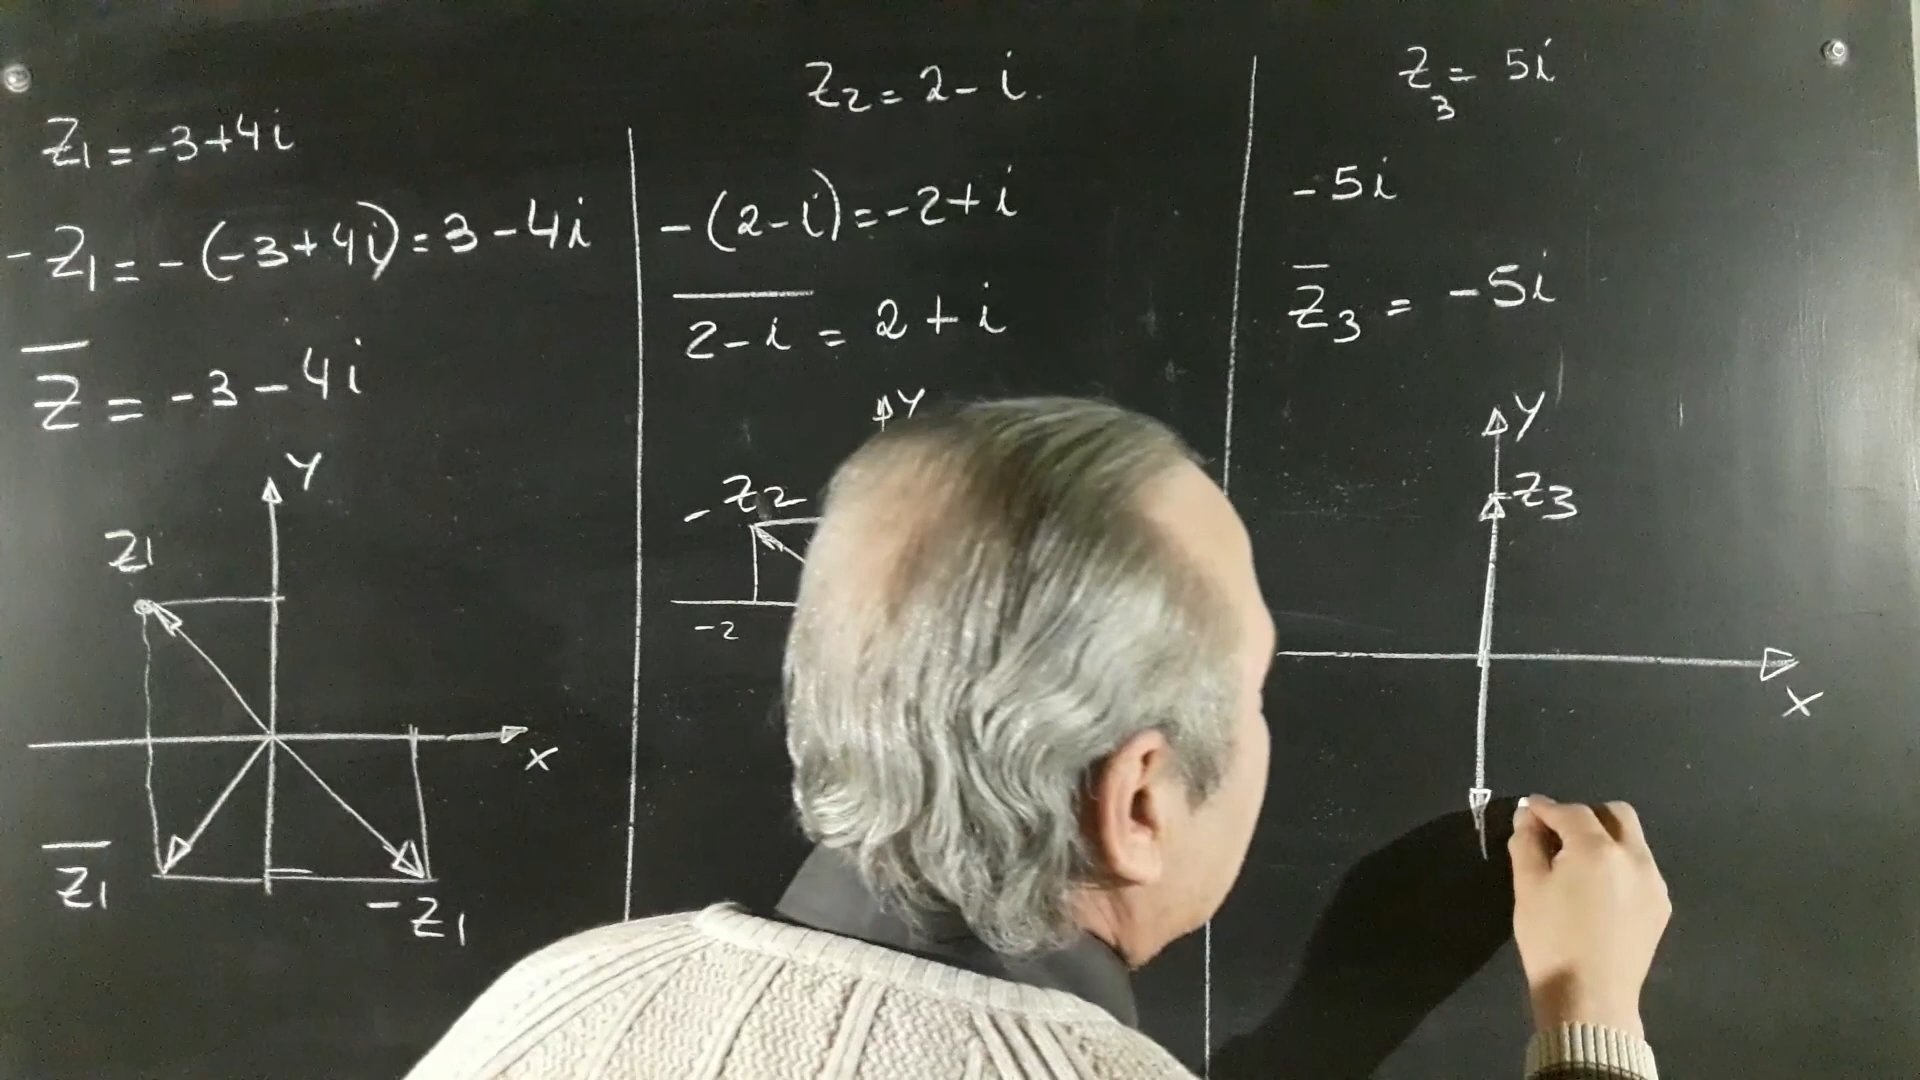 Z1 = -3+4i
-Z1 = -(-3+4i) = 3-4i
Z̅ = -3-4i
Y
Z1
X
Z̅1
-Z1
Z2 = 2-i.
-(2-i) = -2+i
2̅-̅i̅ = 2+i
Y
-Z2
-2
Z3 = 5i
-5i
Z̅3 = -5i
Y
Z3
X